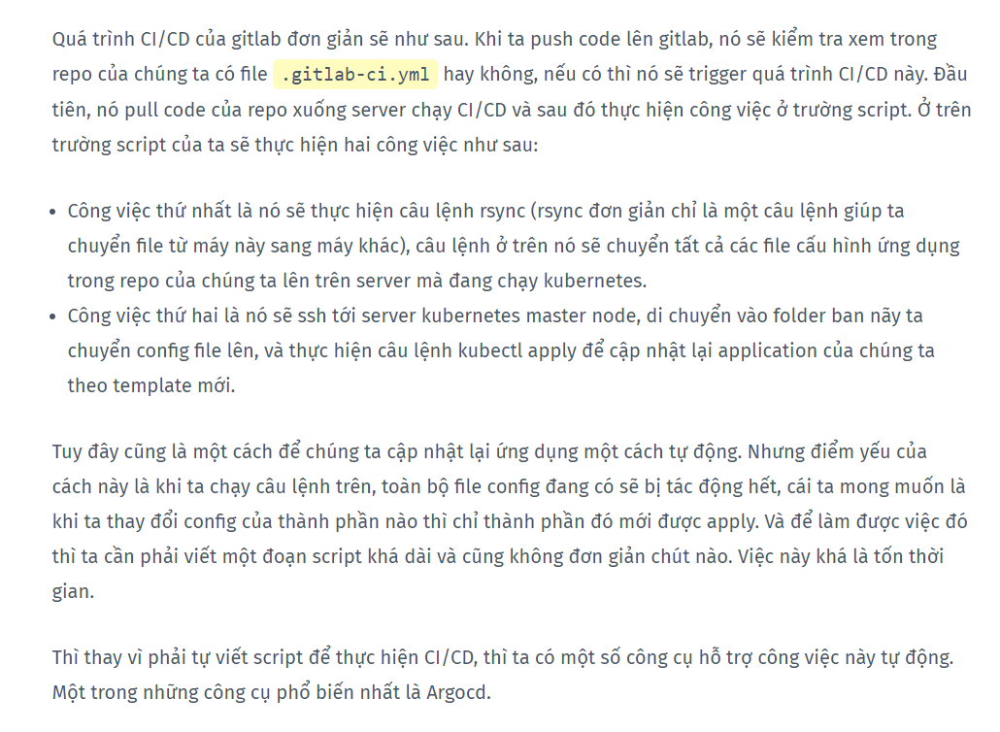 Quá trình CI/CD của gitlab đơn giản sẽ như sau. Khi ta push code lên gitlab, nó sẽ kiểm tra xem trong
repo của chúng ta có file .gitlab-ci.yml hay không, nếu có thì nó sẽ trigger quá trình CI/CD này. Đầu
tiên, nó pull code của repo xuống server chạy CI/CD và sau đó thực hiện công việc ở trường script. Ở trên
trường script của ta sẽ thực hiện hai công việc như sau:
• Công việc thứ nhất là nó sẽ thực hiện câu lệnh rsync (rsync đơn giản chỉ là một câu lệnh giúp ta
chuyển file từ máy này sang máy khác), câu lệnh ở trên nó sẽ chuyển tất cả các file cấu hình ứng dụng
trong repo của chúng ta lên trên server mà đang chạy kubernetes.
• Công việc thứ hai là nó sẽ ssh tới server kubernetes master node, di chuyển vào folder ban nãy ta
chuyển config file lên, và thực hiện câu lệnh kubectl apply để cập nhật lại application của chúng ta
theo template mới.
Tuy đây cũng là một cách để chúng ta cập nhật lại ứng dụng một cách tự động. Nhưng điểm yếu của
cách này là khi ta chạy câu lệnh trên, toàn bộ file config đang có sẽ bị tác động hết, cái ta mong muốn là
khi ta thay đổi config của thành phần nào thì chỉ thành phần đó mới được apply. Và để làm được việc đó
thì ta cần phải viết một đoạn script khá dài và cũng không đơn giản chút nào. Việc này khá là tốn thời
gian.
Thì thay vì phải tự viết script để thực hiện CI/CD, thì ta có một số công cụ hỗ trợ công việc này tự động.
Một trong những công cụ phổ biến nhất là Argocd.